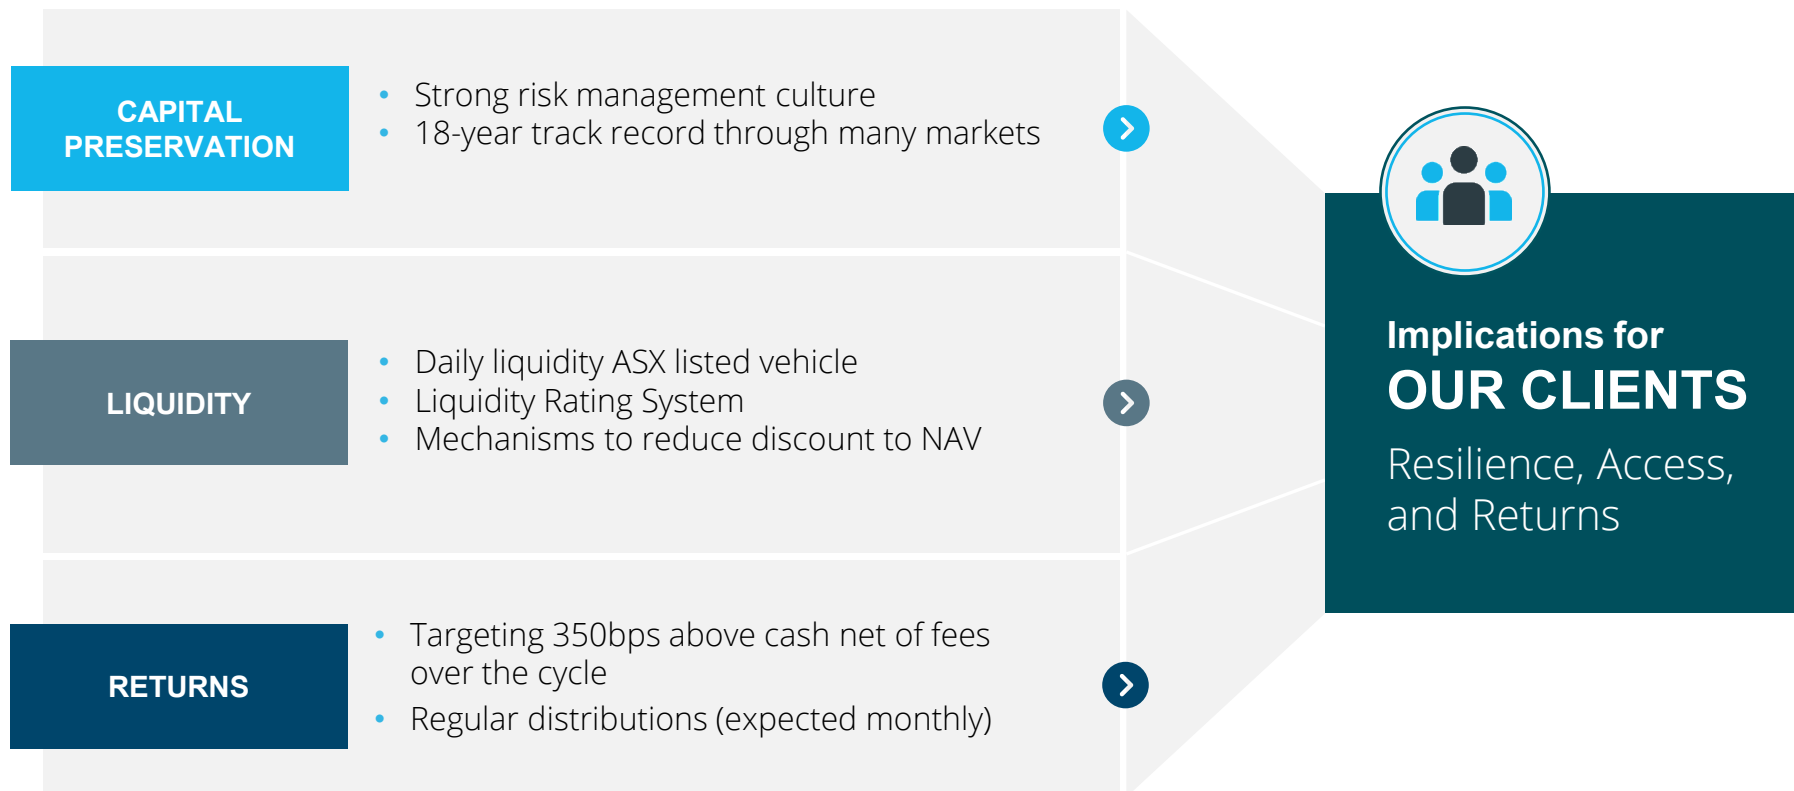 CAPITAL
PRESERVATION
• Strong risk management culture
• 18-year track record through many markets
LIQUIDITY
• Daily liquidity ASX listed vehicle
• Liquidity Rating System
• Mechanisms to reduce discount to NAV
RETURNS
• Targeting 350bps above cash net of fees
over the cycle
• Regular distributions (expected monthly)
Implications for
OUR CLIENTS
Resilience, Access,
and Returns